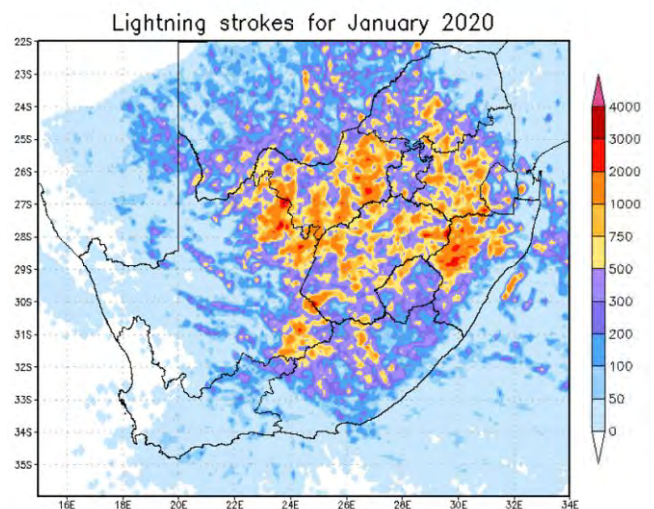 Lightning strokes for January 2020
22S
23S
24S
25S
26S
27S
28S
29S
30S
31S
32S
33S
34S
35S
16E 18E 20E 22E 24E 26E 28E 30E 32E 34E
4000
3000
2000
1000
750
500
300
200
100
50
0